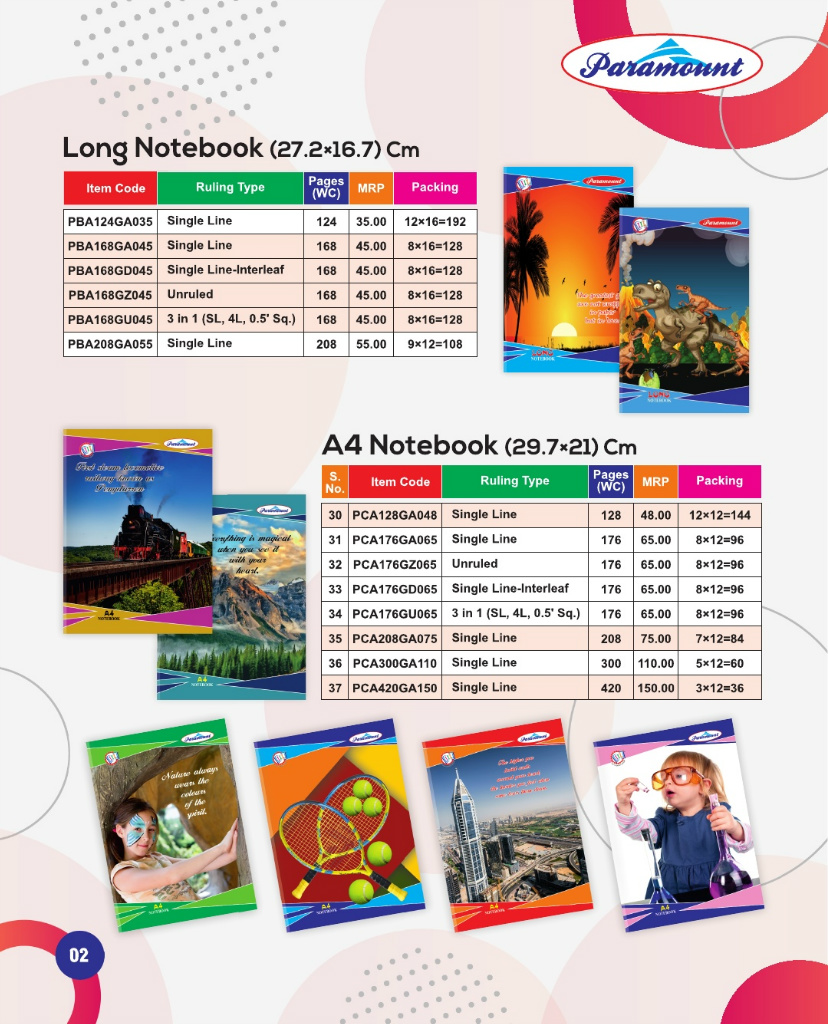 Paramount
Long Notebook (27.2×16.7) Cm
Item Code Ruling Type Pages (WC) MRP Packing
PBA124GA035 Single Line 124 35.00 12×16=192
PBA168GA045 Single Line 168 45.00 8×16=128
PBA168GD045 Single Line-Interleaf 168 45.00 8×16=128
PBA168GZ045 Unruled 168 45.00 8×16=128
PBA168GU045 3 in 1 (SL, 4L, 0.5' Sq.) 168 45.00 8×16=128
PBA208GA055 Single Line 208 55.00 9×12=108
Paramount
LONG
NOTEBOOK
Paramount
LONG
NOTEBOOK
A4 Notebook (29.7×21) Cm
S. No. Item Code Ruling Type Pages (WC) MRP Packing
30 PCA128GA048 Single Line 128 48.00 12×12=144
31 PCA176GA065 Single Line 176 65.00 8×12=96
32 PCA176GZ065 Unruled 176 65.00 8×12=96
33 PCA176GD065 Single Line-Interleaf 176 65.00 8×12=96
34 PCA176GU065 3 in 1 (SL, 4L, 0.5' Sq.) 176 65.00 8×12=96
35 PCA208GA075 Single Line 208 75.00 7×12=84
36 PCA300GA110 Single Line 300 110.00 5×12=60
37 PCA420GA150 Single Line 420 150.00 3×12=36
Paramount
First steam locomotive
railway known as
A4
NOTEBOOK
Paramount
everything is magical
when you see it
with your
heart.
A4
NOTEBOOK
Paramount
Nature always
wears the
colours
of the
spirit.
A4
NOTEBOOK
Paramount
A4
NOTEBOOK
Paramount
A4
NOTEBOOK
Paramount
A4
NOTEBOOK
02